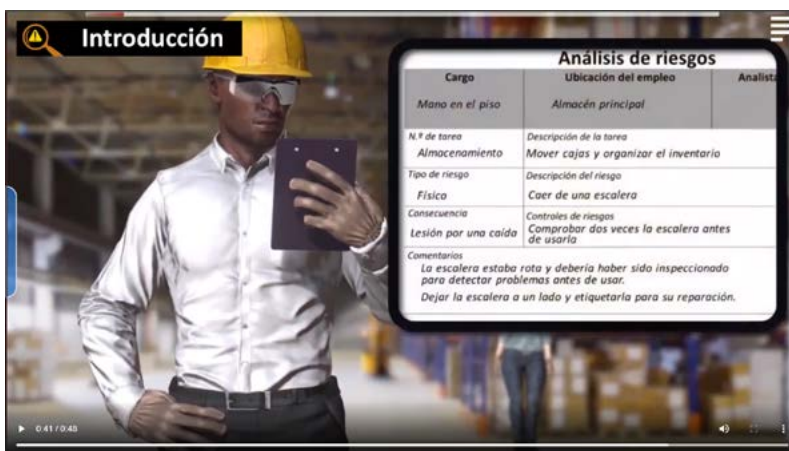 Introducción
Análisis de riesgos
Cargo Ubicación del empleo
Mano en el piso Almacén principal
N.º de tarea Descripción de la tarea
Almacenamiento Mover cajas y organizar el inventario
Tipo de riesgo Descripción del riesgo
Físico Caer de una escalera
Consecuencia Controles de riesgos
Lesión por una caída Comprobar dos veces la escalera antes
de usarla
Comentarios
La escalera estaba rota y debería haber sido inspeccionado
para detectar problemas antes de usar.
Dejar la escalera a un lado y etiquetarla para su reparación.
0:41 / 0:48